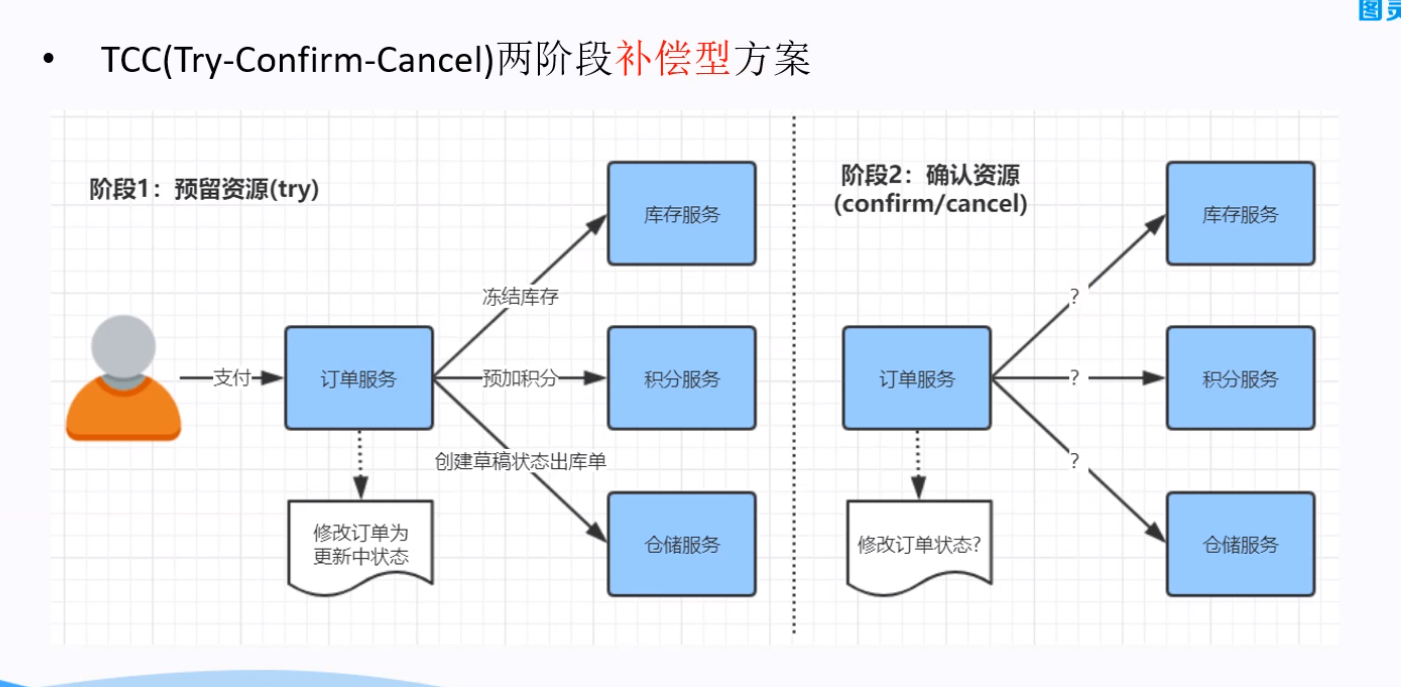 图灵
• TCC(Try-Confirm-Cancel)两阶段补偿型方案
阶段1：预留资源(try)
支付
订单服务
冻结库存
预加积分
创建草稿状态出库单
库存服务
积分服务
仓储服务
修改订单为
更新中状态
阶段2：确认资源
(confirm/cancel)
订单服务
?
?
?
库存服务
积分服务
仓储服务
修改订单状态?